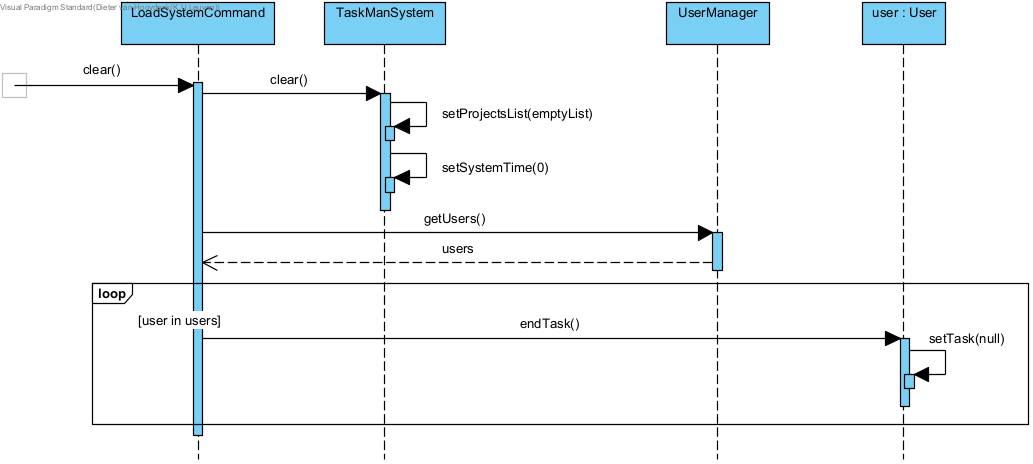 Visual Paradigm Standard(Dieter van
LoadSystemCommand
TaskManSystem
UserManager
user : User
clear()
clear()
setProjectsList(emptyList)
setSystemTime(0)
getUsers()
users
loop
[user in users]
endTask()
setTask(null)